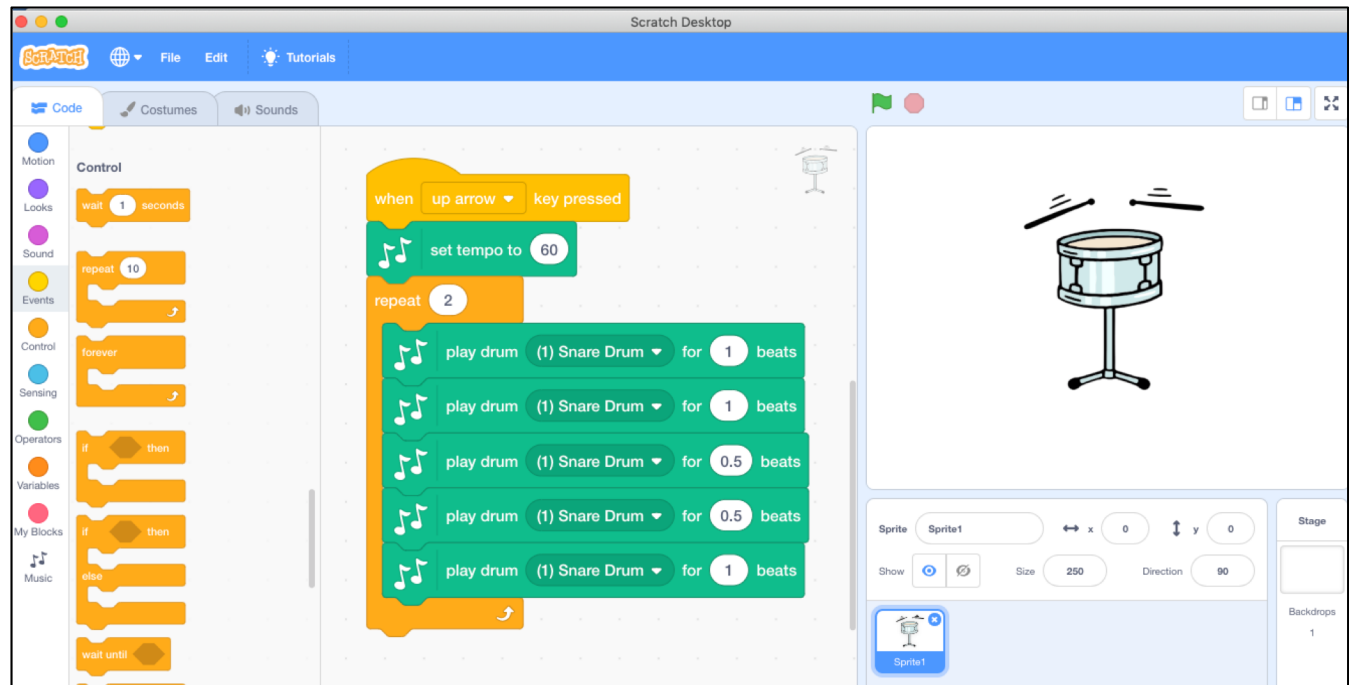 Scratch Desktop
SCRATCH File Edit Tutorials
Code Costumes Sounds
Motion
Looks
Sound
Events
Control
Sensing
Operators
Variables
My Blocks
Music
Control
wait 1 seconds
repeat 10
forever
if then
if then
else
wait until
when up arrow key pressed
set tempo to 60
repeat 2
play drum (1) Snare Drum for 1 beats
play drum (1) Snare Drum for 1 beats
play drum (1) Snare Drum for 0.5 beats
play drum (1) Snare Drum for 0.5 beats
play drum (1) Snare Drum for 1 beats
Sprite Sprite1 x 0 y 0
Show Size 250 Direction 90
Sprite1
Stage
Backdrops
1